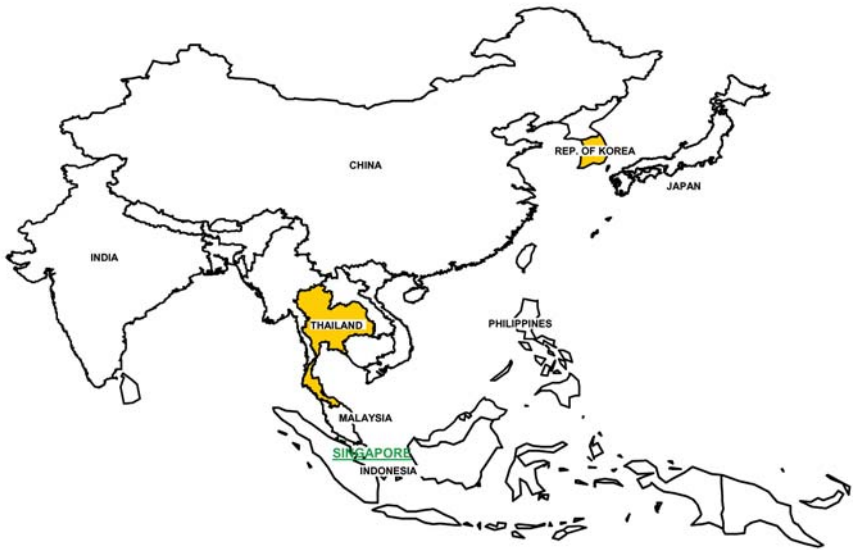 CHINA
REP. OF KOREA
JAPAN
INDIA
THAILAND
PHILIPPINES
MALAYSIA
SINGAPORE
INDONESIA